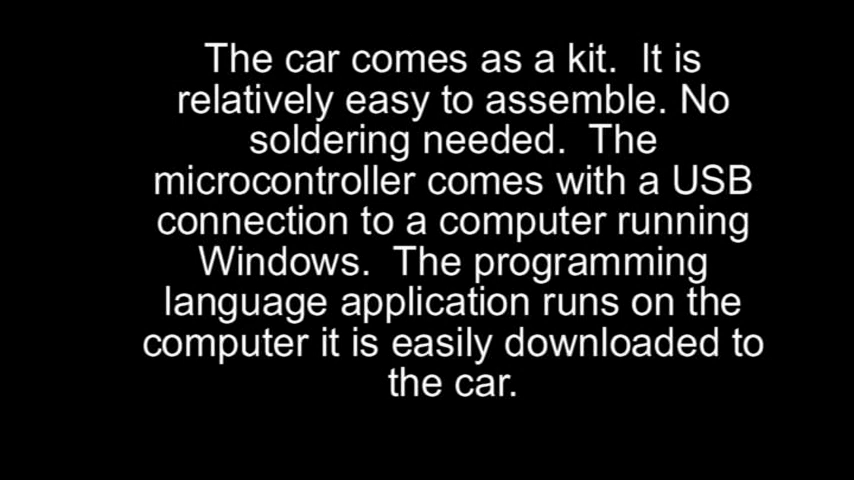 The car comes as a kit.  It is
relatively easy to assemble. No
soldering needed.  The
microcontroller comes with a USB
connection to a computer running
Windows.  The programming
language application runs on the
computer it is easily downloaded to
the car.